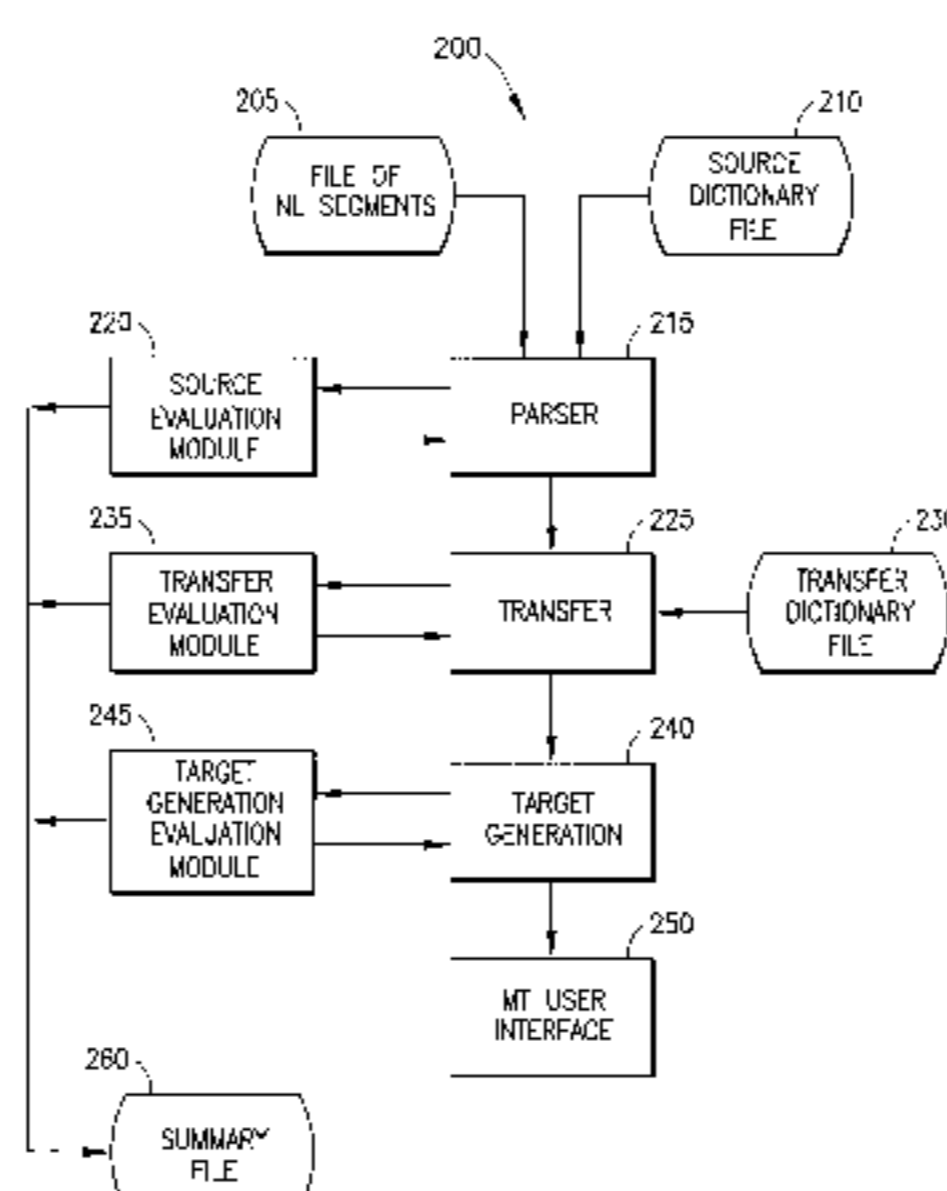 200
205
FILE OF
NL SEGMENTS
210
SOURCE
DICTIONARY
FILE
220
SOURCE
EVALUATION
MODULE
215
PARSER
235
TRANSFER
EVALUATION
MODULE
225
TRANSFER
230
TRANSFER
DICTIONARY
FILE
245
TARGET
GENERATION
EVALUATION
MODULE
240
TARGET
GENERATION
250
MT USER
INTERFACE
260
SUMMARY
FILE